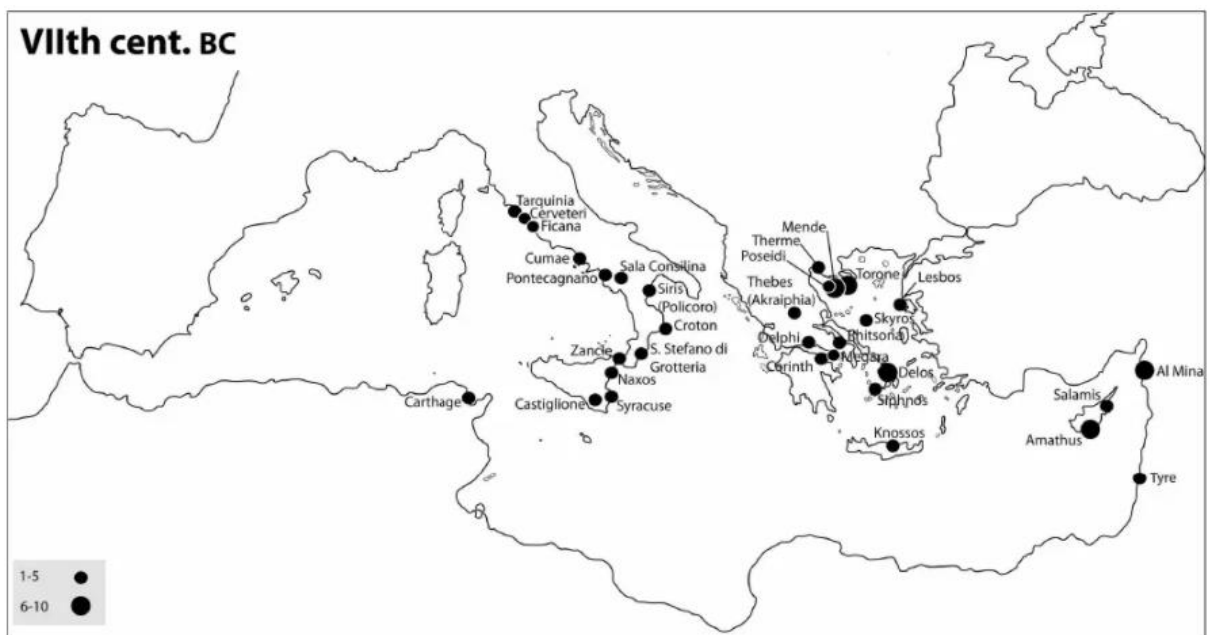 VIIth cent. BC
Tarquinia
Cerveteri
Ficana
Cumae
Pontecagnano
Sala Consilina
Siris
(Policoro)
Croton
Zancle
S. Stefano di
Grotteria
Naxos
Castiglione
Syracuse
Carthage
Mende
Therme
Poseidi
Torone
Lesbos
Thebes
(Akraiphia)
Skyros
Delphi
Rhitsona
Megara
Corinth
Delos
Siphnos
Knossos
Al Mina
Salamis
Amathus
Tyre
1-5
6-10